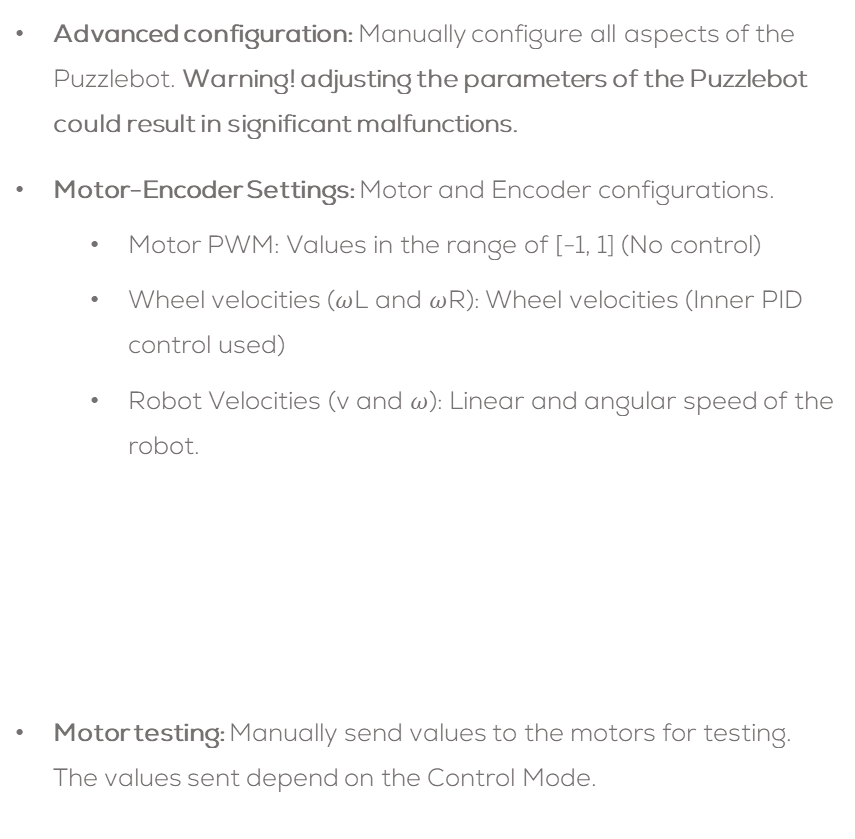 • Advanced configuration: Manually configure all aspects of the
Puzzlebot. Warning! adjusting the parameters of the Puzzlebot
could result in significant malfunctions.
• Motor-Encoder Settings: Motor and Encoder configurations.
• Motor PWM: Values in the range of [-1, 1] (No control)
• Wheel velocities (ωL and ωR): Wheel velocities (Inner PID
control used)
• Robot Velocities (v and ω): Linear and angular speed of the
robot.
• Motor testing: Manually send values to the motors for testing.
The values sent depend on the Control Mode.